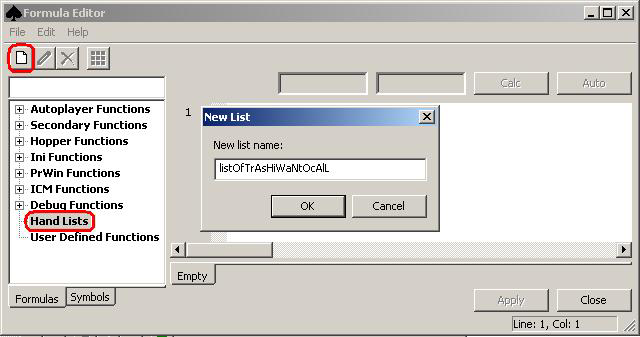 Formula Editor
File Edit Help
Calc Auto
Autoplayer Functions
Secondary Functions
Hopper Functions
Ini Functions
PrWin Functions
ICM Functions
Debug Functions
Hand Lists
User Defined Functions
1
New List
New list name:
listOfTrAsHiWaNtOcAlL
OK Cancel
Empty
Formulas Symbols
Apply Close
Line: 1, Col: 1